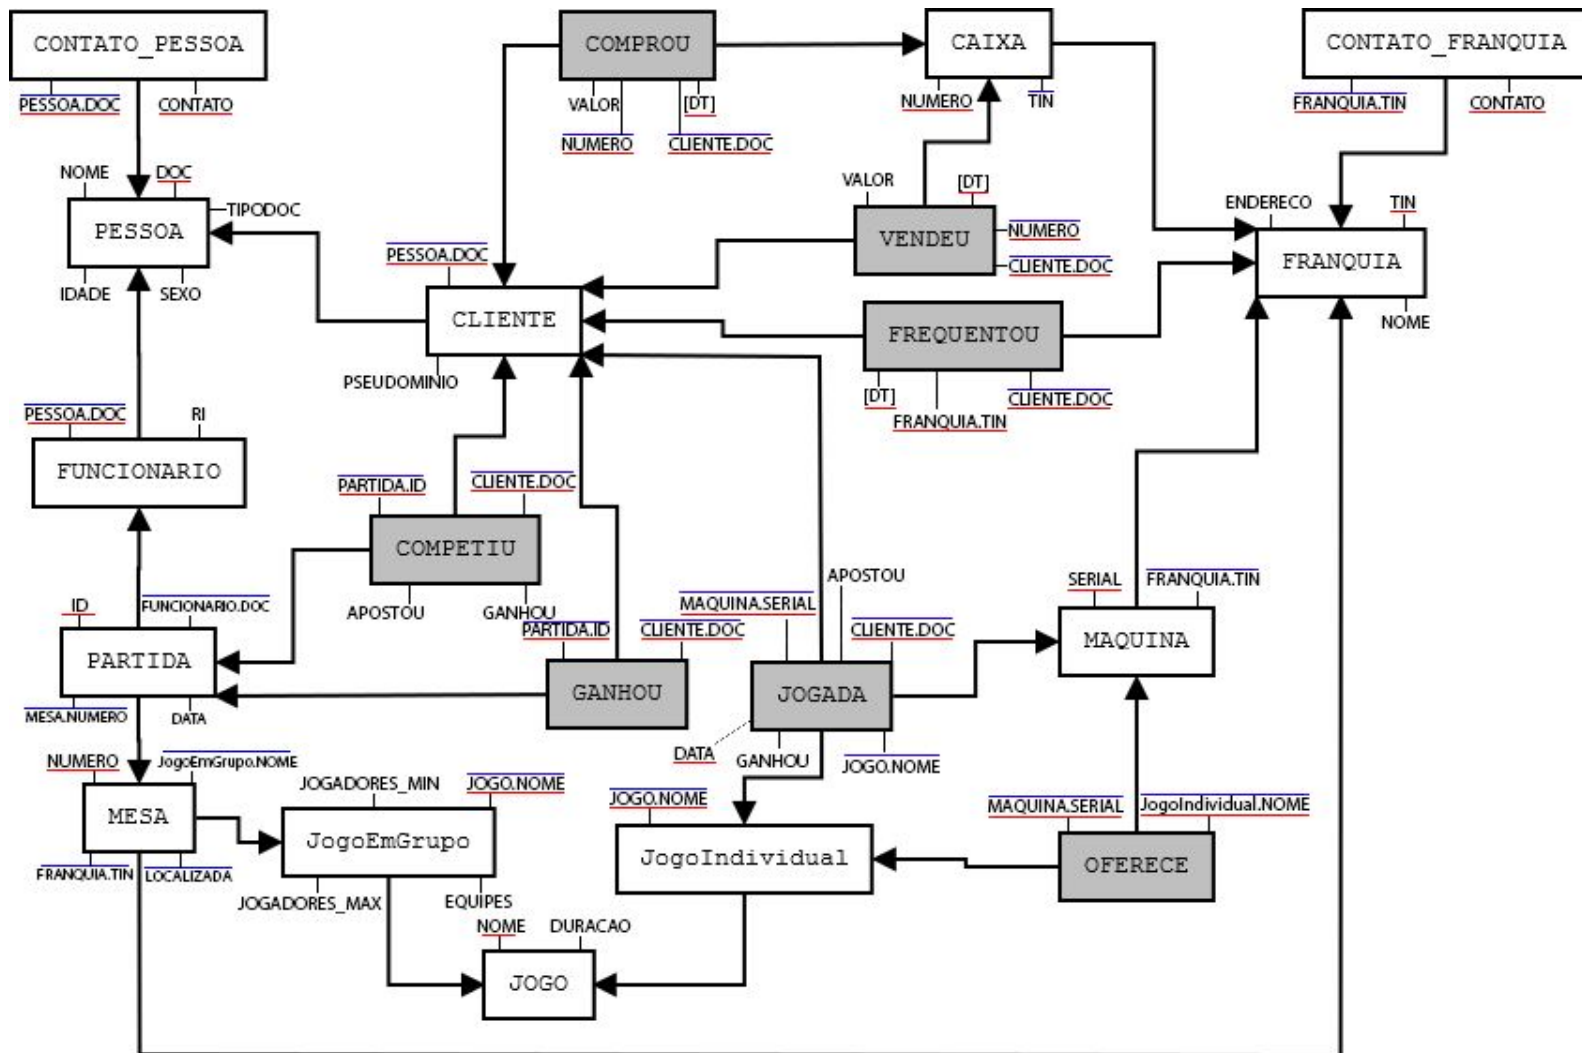 CONTATO_PESSOA
PESSOA.DOC
CONTATO
COMPROU
VALOR
[DT]
NUMERO
CLIENTE.DOC
CAIXA
NUMERO
TIN
CONTATO_FRANQUIA
FRANQUIA.TIN
CONTATO
NOME
DOC
TIPODOC
PESSOA
IDADE
SEXO
VALOR
[DT]
VENDEU
NUMERO
CLIENTE.DOC
ENDERECO
TIN
FRANQUIA
NOME
PESSOA.DOC
CLIENTE
PSEUDOMINIO
FREQUENTOU
[DT]
FRANQUIA.TIN
CLIENTE.DOC
PESSOA.DOC
RI
FUNCIONARIO
PARTIDA.ID
CLIENTE.DOC
COMPETIU
APOSTOU
GANHOU
ID
FUNCIONARIO.DOC
PARTIDA
MESA.NUMERO
DATA
PARTIDA.ID
CLIENTE.DOC
GANHOU
MAQUINA.SERIAL
APOSTOU
CLIENTE.DOC
JOGADA
DATA
GANHOU
JOGO.NOME
SERIAL
FRANQUIA.TIN
MAQUINA
NUMERO
JogoEmGrupo.NOME
MESA
FRANQUIA.TIN
LOCALIZADA
JOGADORES_MIN
JOGO.NOME
JogoEmGrupo
JOGADORES_MAX
EQUIPES
JOGO.NOME
JogoIndividual
MAQUINA.SERIAL
JogoIndividual.NOME
OFERECE
NOME
DURACAO
JOGO